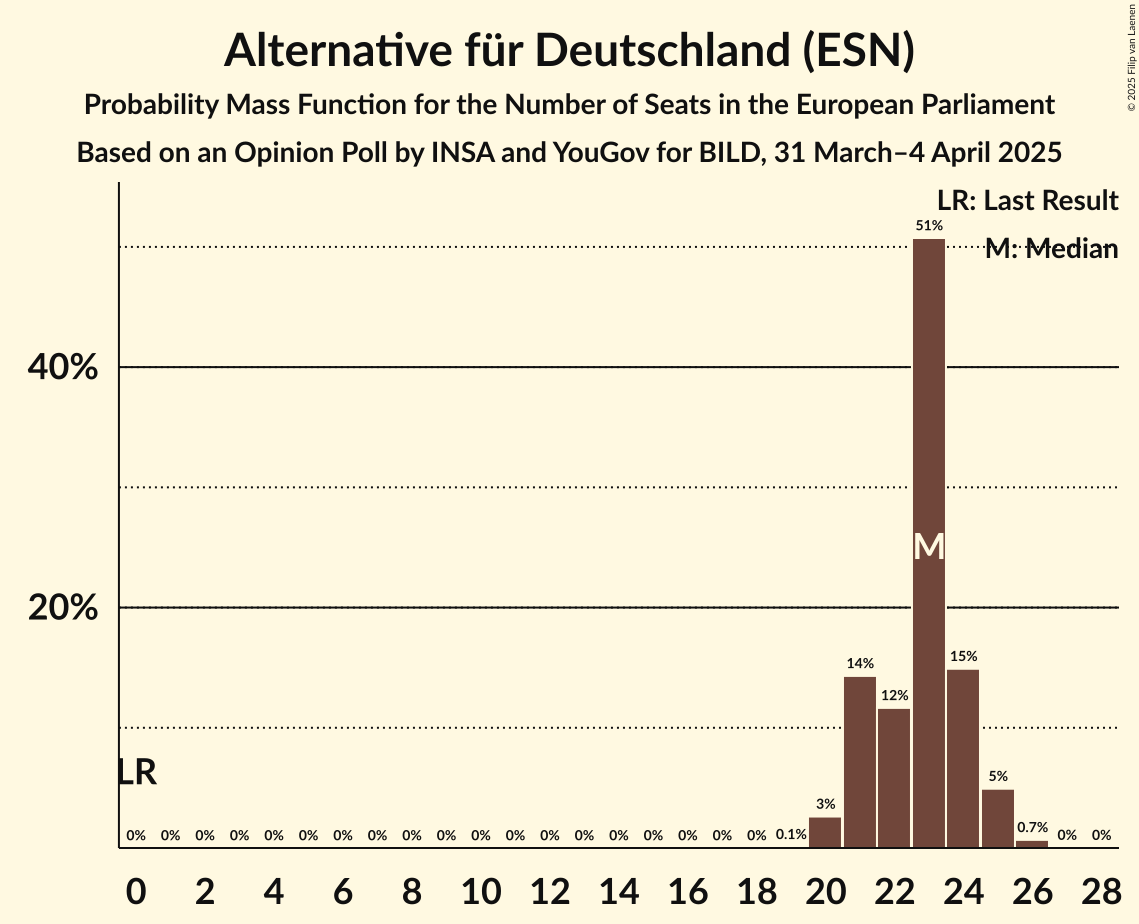 Alternative für Deutschland (ESN)
Probability Mass Function for the Number of Seats in the European Parliament
Based on an Opinion Poll by INSA and YouGov for BILD, 31 March–4 April 2025
© 2025 Filip van Laenen
LR: Last Result
M: Median
51%
40%
M
20%
14% 12% 15%
LR
5%
3%
0% 0% 0% 0% 0% 0% 0% 0% 0% 0% 0% 0% 0% 0% 0% 0% 0% 0% 0% 0.1% 0.7% 0% 0%
0 2 4 6 8 10 12 14 16 18 20 22 24 26 28